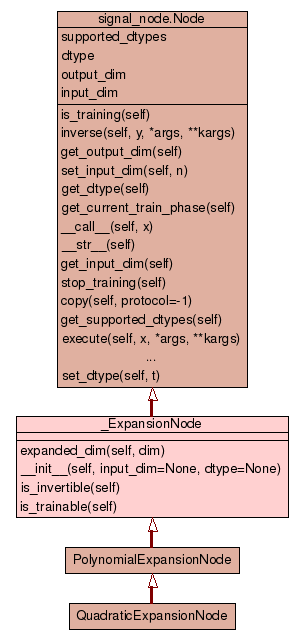 signal_node.Node
supported_dtypes
dtype
output_dim
input_dim
is_training(self)
inverse(self, y, *args, **kargs)
get_output_dim(self)
set_input_dim(self, n)
get_dtype(self)
get_current_train_phase(self)
__call__(self, x)
__str__(self)
get_input_dim(self)
stop_training(self)
copy(self, protocol=-1)
get_supported_dtypes(self)
execute(self, x, *args, **kargs)
...
set_dtype(self, t)
_ExpansionNode
expanded_dim(self, dim)
__init__(self, input_dim=None, dtype=None)
is_invertible(self)
is_trainable(self)
PolynomialExpansionNode
QuadraticExpansionNode